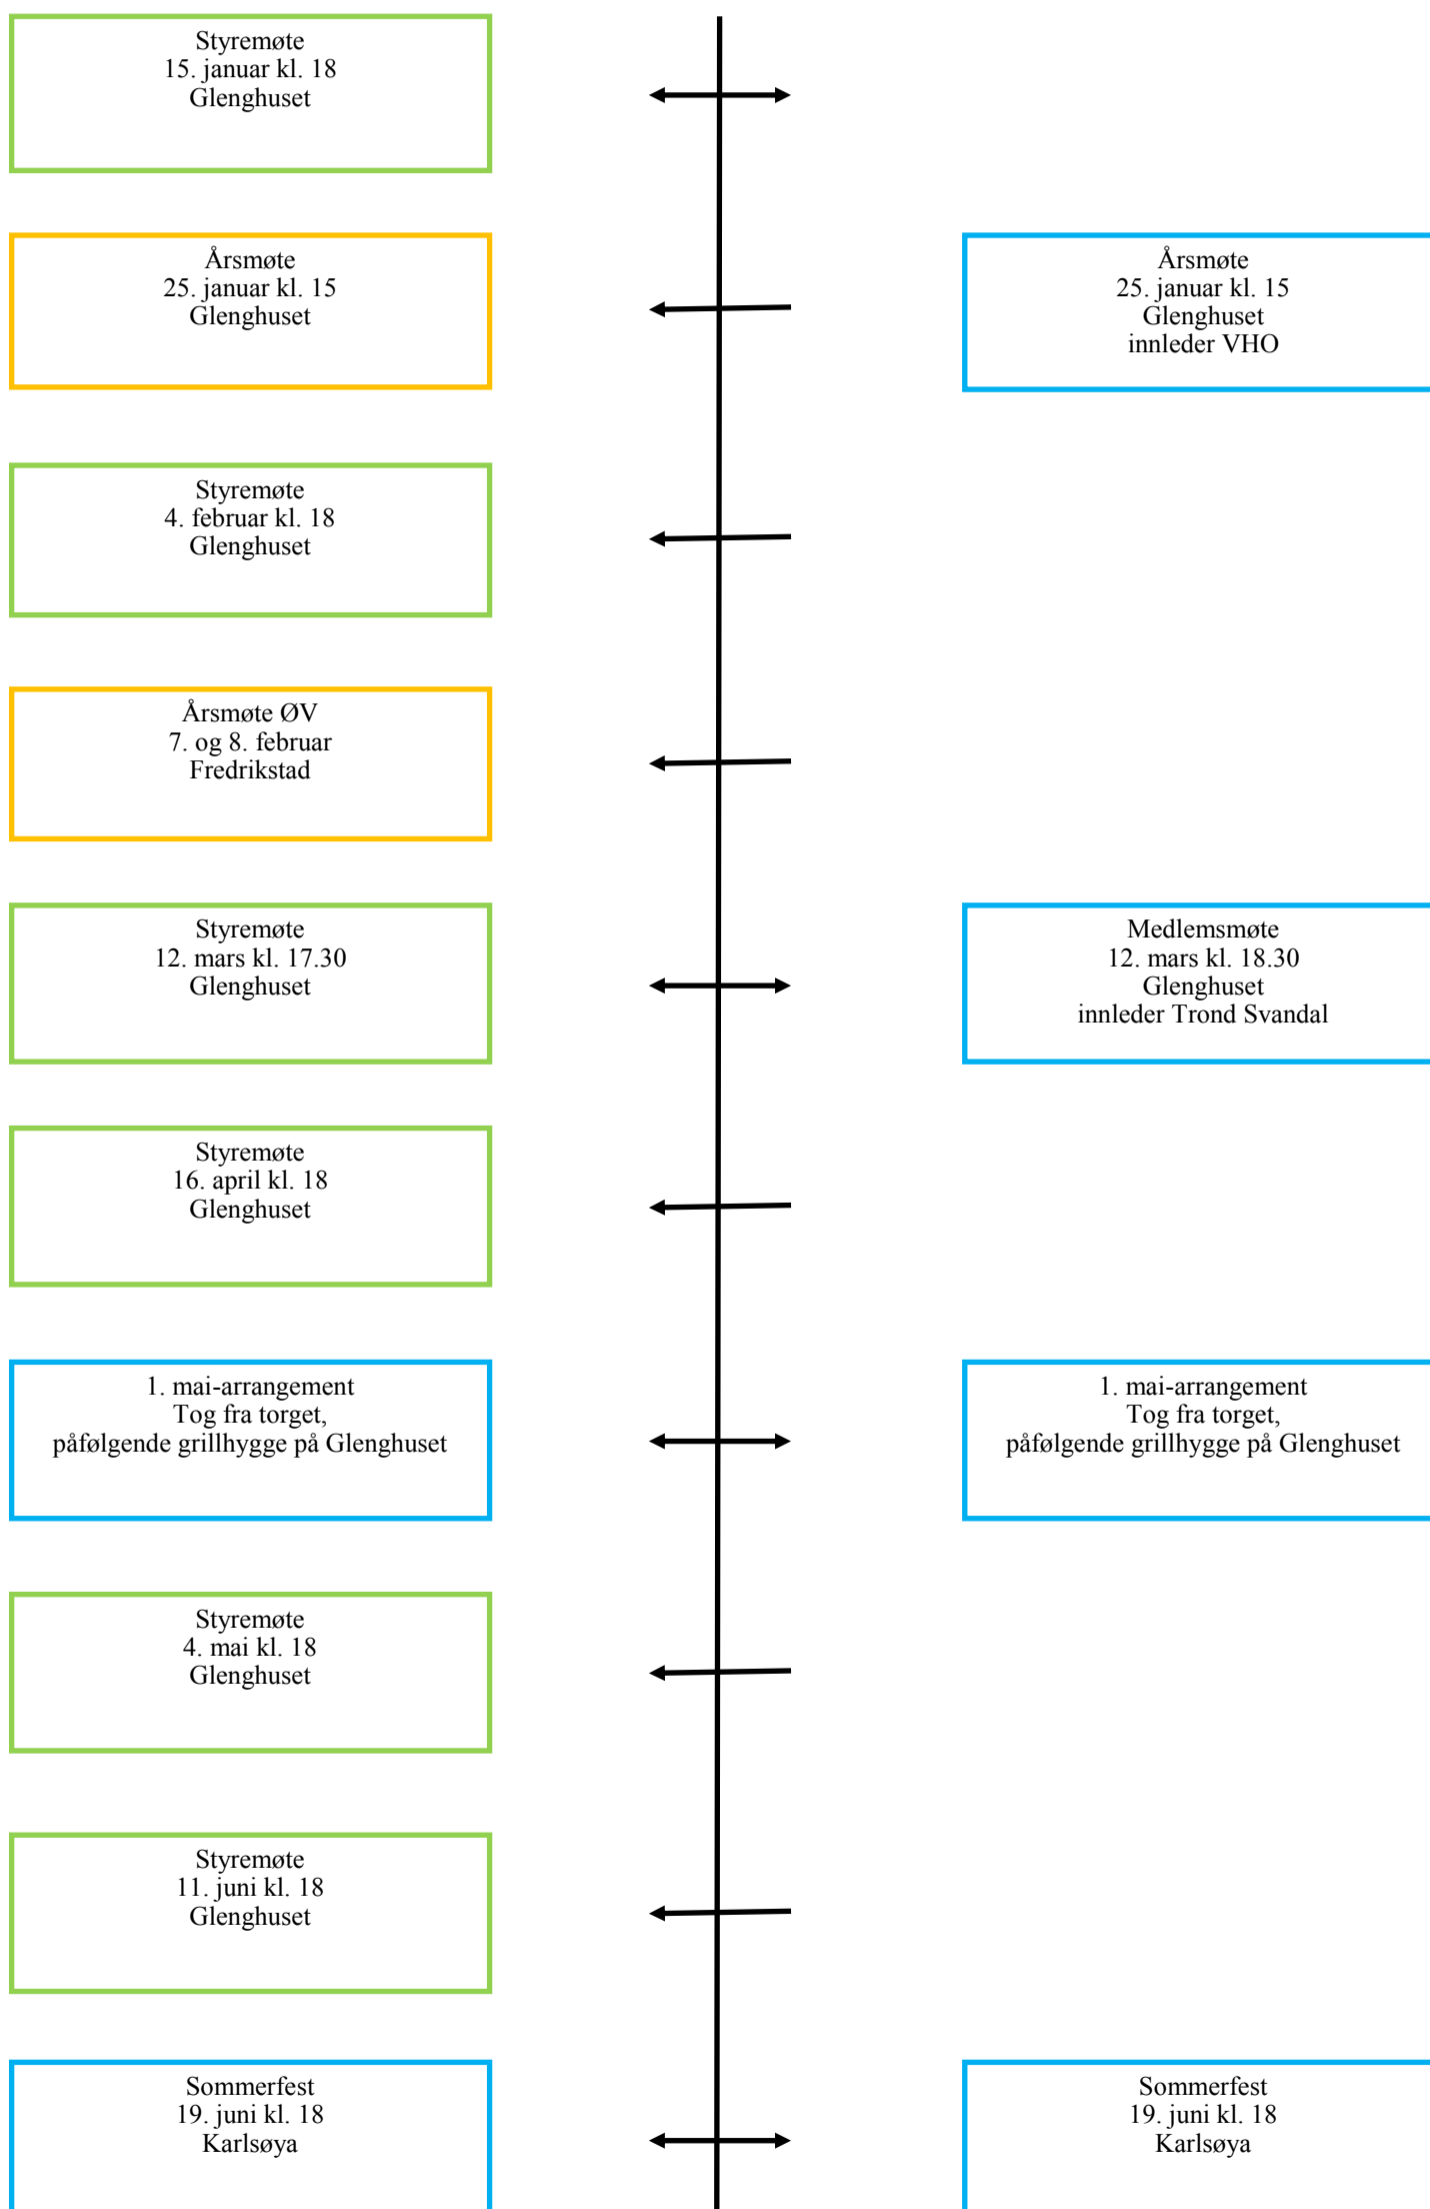 Styremøte
15. januar kl. 18
Glenghuset
Årsmøte
25. januar kl. 15
Glenghuset
Årsmøte
25. januar kl. 15
Glenghuset
innleder VHO
Styremøte
4. februar kl. 18
Glenghuset
Årsmøte ØV
7. og 8. februar
Fredrikstad
Styremøte
12. mars kl. 17.30
Glenghuset
Medlemsmøte
12. mars kl. 18.30
Glenghuset
innleder Trond Svandal
Styremøte
16. april kl. 18
Glenghuset
1. mai-arrangement
Tog fra torget,
påfølgende grillhygge på Glenghuset
1. mai-arrangement
Tog fra torget,
påfølgende grillhygge på Glenghuset
Styremøte
4. mai kl. 18
Glenghuset
Styremøte
11. juni kl. 18
Glenghuset
Sommerfest
19. juni kl. 18
Karlsøya
Sommerfest
19. juni kl. 18
Karlsøya